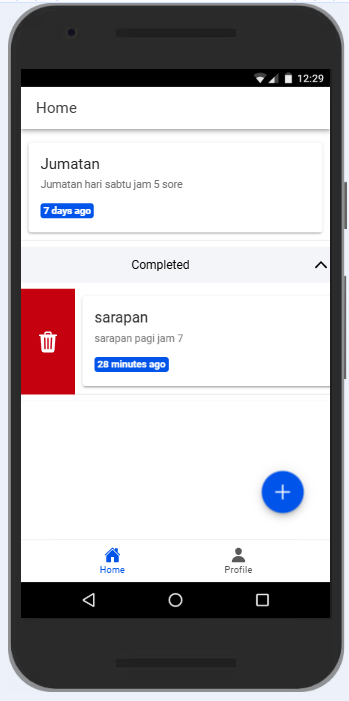 12:29
Home
Jumatan
Jumatan hari sabtu jam 5 sore
7 days ago
Completed
sarapan
sarapan pagi jam 7
28 minutes ago
Home
Profile